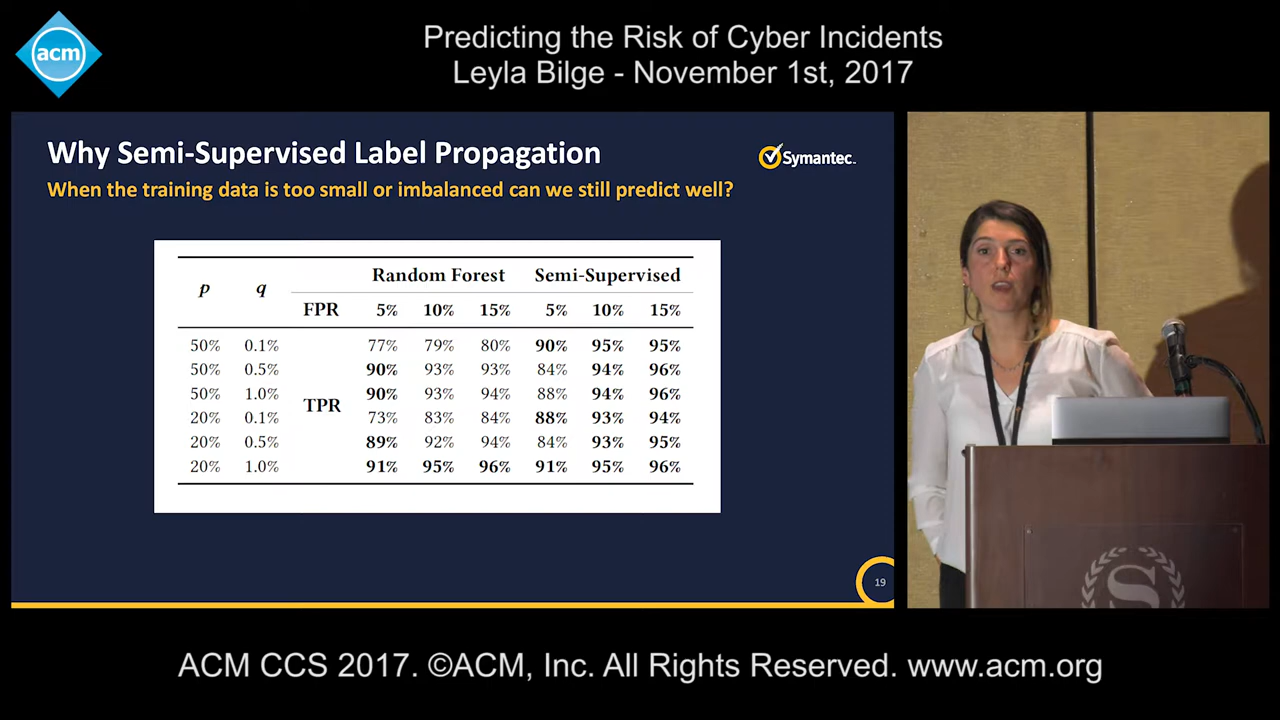 acm
Predicting the Risk of Cyber Incidents
Leyla Bilge - November 1st, 2017
Why Semi-Supervised Label Propagation
Symantec.
When the training data is too small or imbalanced can we still predict well?
Random Forest Semi-Supervised
p q
FPR 5% 10% 15% 5% 10% 15%
50% 0.1% 77% 79% 80% 90% 95% 95%
50% 0.5% 90% 93% 93% 84% 94% 96%
50% 1.0% 90% 93% 94% 88% 94% 96%
TPR
20% 0.1% 73% 83% 84% 88% 93% 94%
20% 0.5% 89% 92% 94% 84% 93% 95%
20% 1.0% 91% 95% 96% 91% 95% 96%
19
S
ACM CCS 2017. ©ACM, Inc. All Rights Reserved. www.acm.org